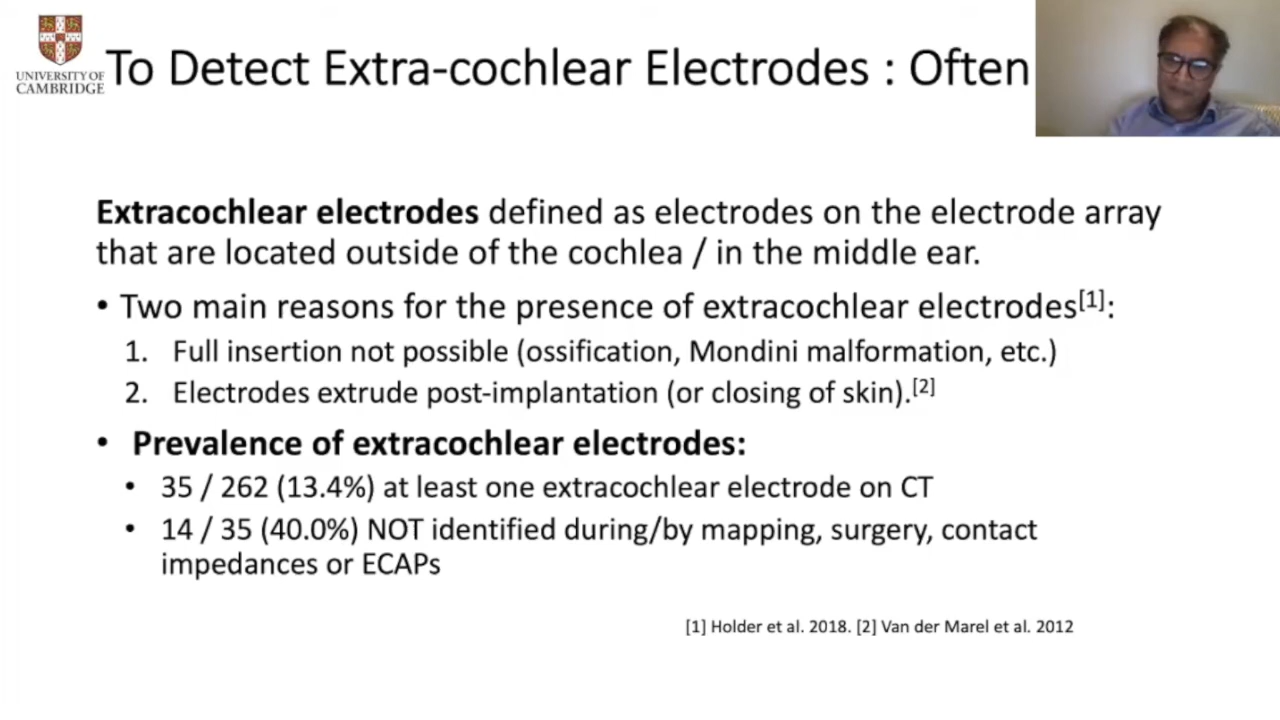 UNIVERSITY OF
CAMBRIDGE
To Detect Extra-cochlear Electrodes : Often
Extracochlear electrodes defined as electrodes on the electrode array
that are located outside of the cochlea / in the middle ear.
• Two main reasons for the presence of extracochlear electrodes[1]:
1. Full insertion not possible (ossification, Mondini malformation, etc.)
2. Electrodes extrude post-implantation (or closing of skin).[2]
• Prevalence of extracochlear electrodes:
• 35 / 262 (13.4%) at least one extracochlear electrode on CT
• 14 / 35 (40.0%) NOT identified during/by mapping, surgery, contact
impedances or ECAPs
[1] Holder et al. 2018. [2] Van der Marel et al. 2012